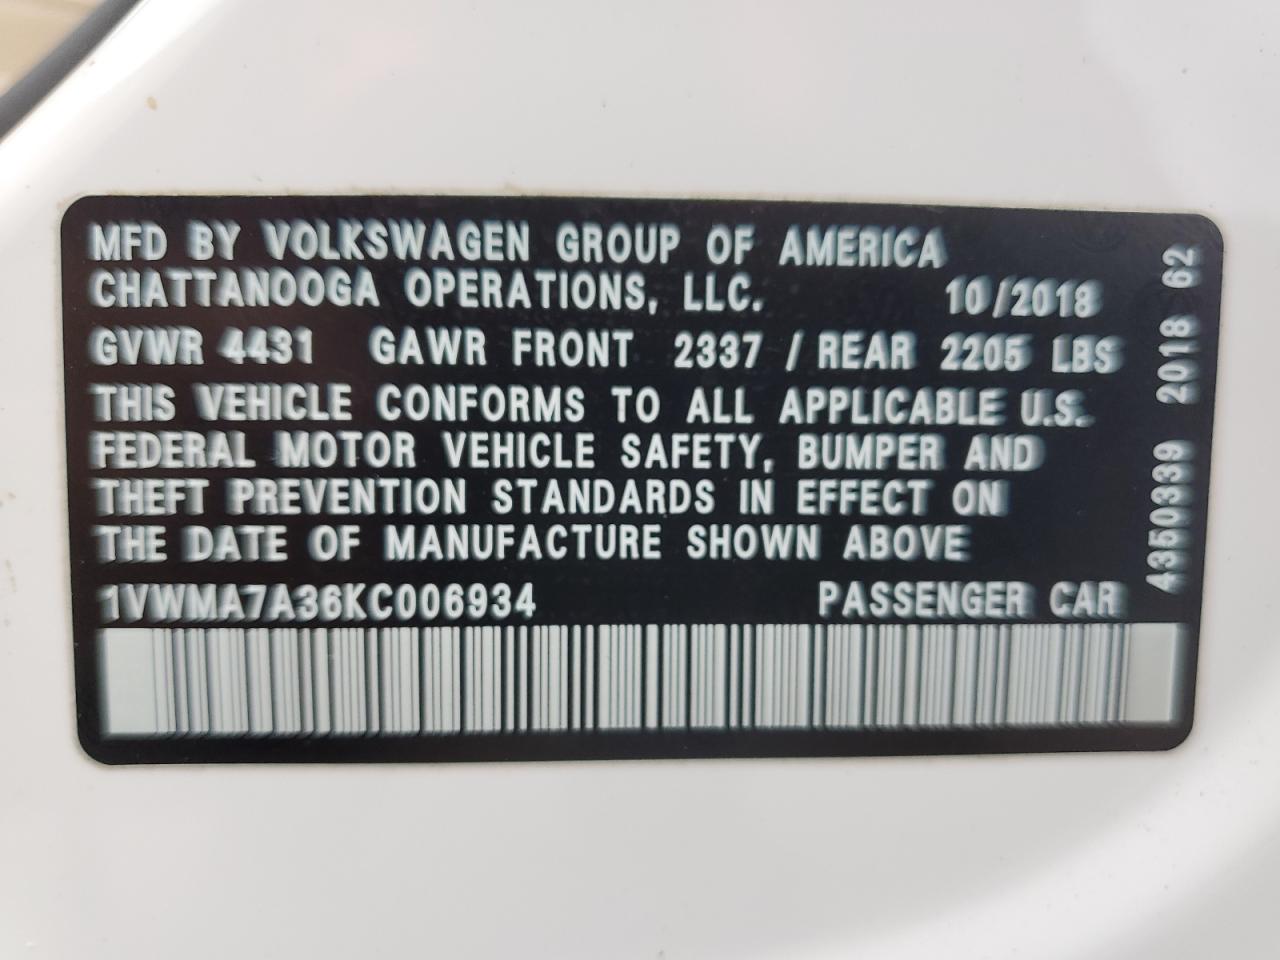 MFD BY VOLKSWAGEN GROUP OF AMERICA
CHATTANOOGA OPERATIONS, LLC. 10/2018
GVWR 4431 GAWR FRONT 2337 / REAR 2205 LBS
THIS VEHICLE CONFORMS TO ALL APPLICABLE U.S.
FEDERAL MOTOR VEHICLE SAFETY, BUMPER AND
THEFT PREVENTION STANDARDS IN EFFECT ON
THE DATE OF MANUFACTURE SHOWN ABOVE
1VWMA7A36KC006934 PASSENGER CAR
4350339 2018 62